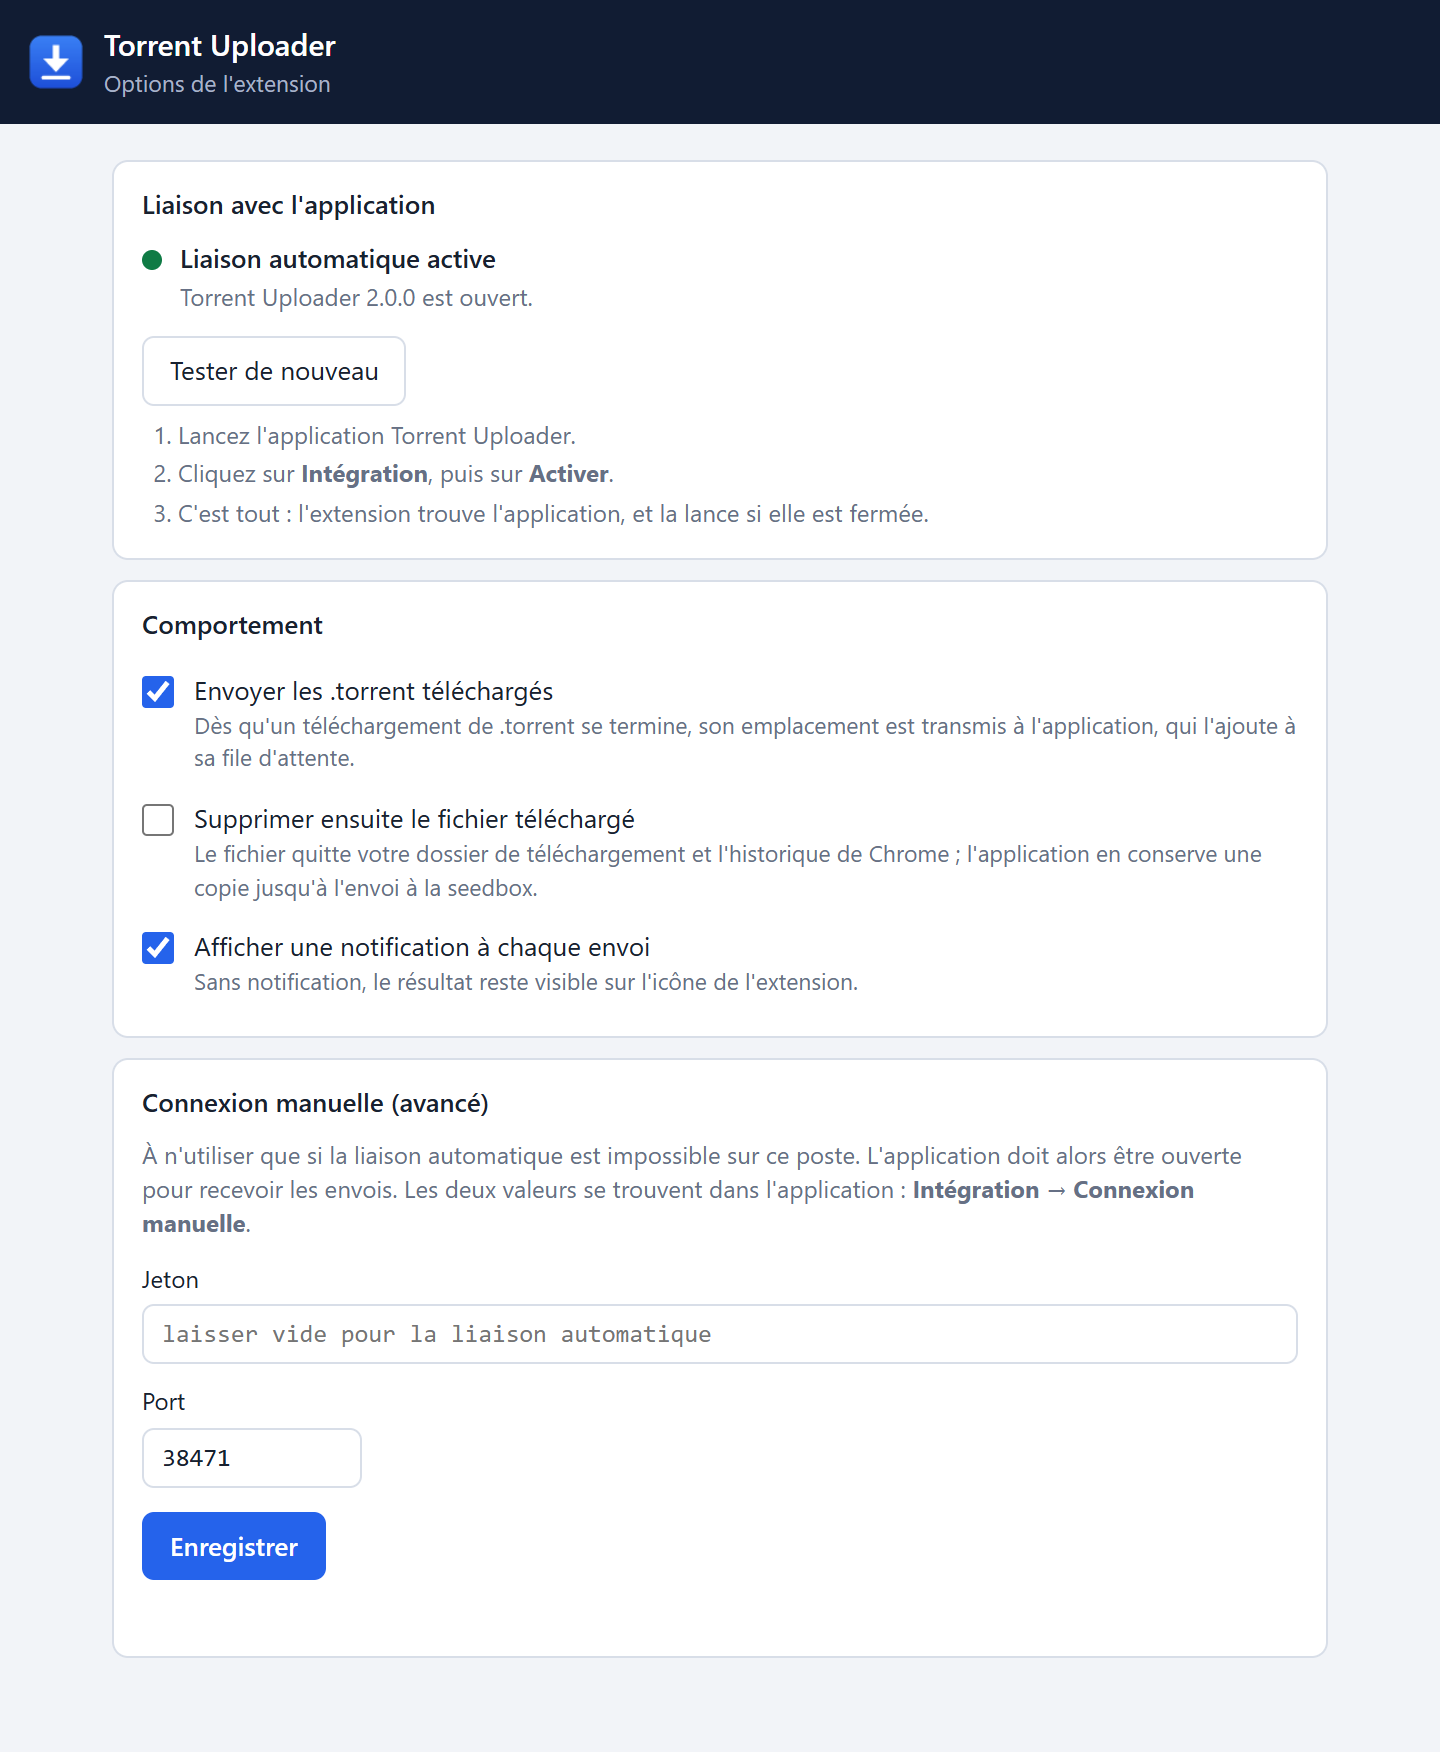 Torrent Uploader
Options de l'extension
Liaison avec l'application
Liaison automatique active
Torrent Uploader 2.0.0 est ouvert.
Tester de nouveau
1. Lancez l'application Torrent Uploader.
2. Cliquez sur Intégration, puis sur Activer.
3. C'est tout : l'extension trouve l'application, et la lance si elle est fermée.
Comportement
Envoyer les .torrent téléchargés
Dès qu'un téléchargement de .torrent se termine, son emplacement est transmis à l'application, qui l'ajoute à
sa file d'attente.
Supprimer ensuite le fichier téléchargé
Le fichier quitte votre dossier de téléchargement et l'historique de Chrome ; l'application en conserve une
copie jusqu'à l'envoi à la seedbox.
Afficher une notification à chaque envoi
Sans notification, le résultat reste visible sur l'icône de l'extension.
Connexion manuelle (avancé)
À n'utiliser que si la liaison automatique est impossible sur ce poste. L'application doit alors être ouverte
pour recevoir les envois. Les deux valeurs se trouvent dans l'application : Intégration → Connexion
manuelle.
Jeton
laisser vide pour la liaison automatique
Port
38471
Enregistrer